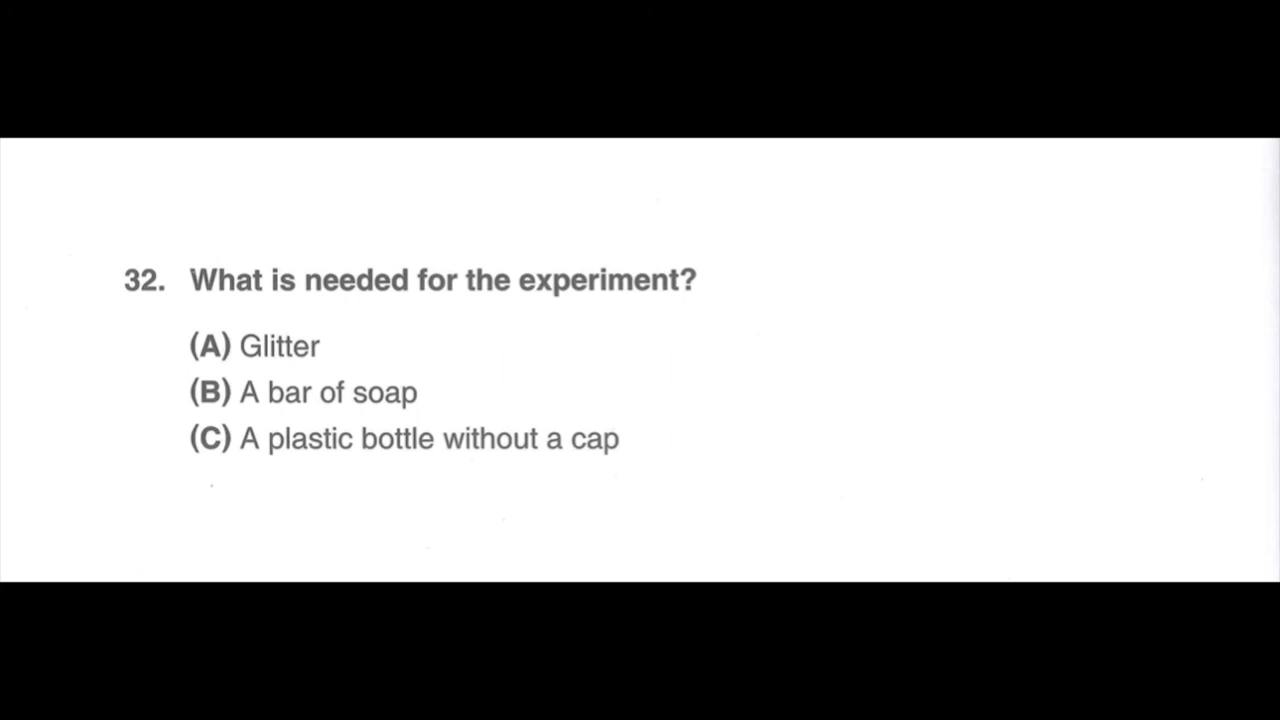 32. What is needed for the experiment?
(A) Glitter
(B) A bar of soap
(C) A plastic bottle without a cap